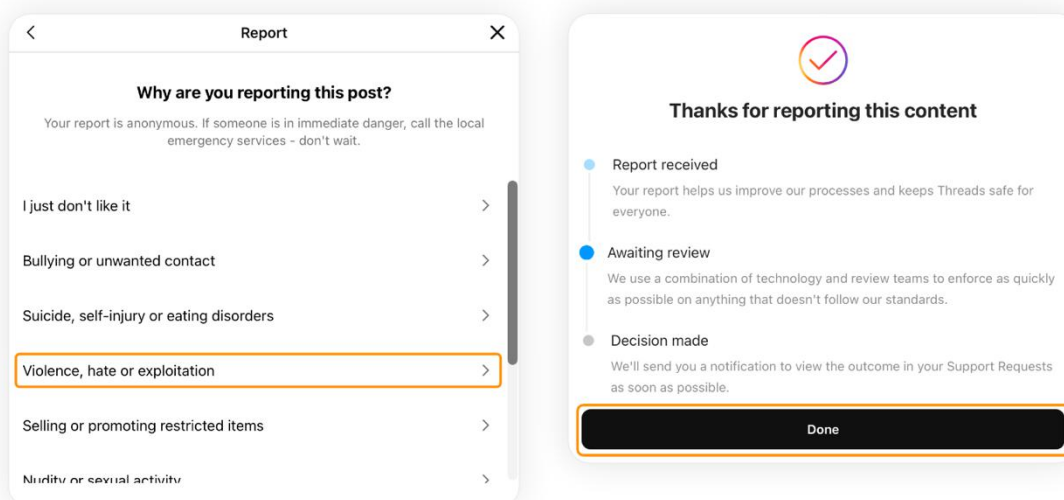 Report
Why are you reporting this post?
Your report is anonymous. If someone is in immediate danger, call the local
emergency services - don't wait.
I just don't like it
Bullying or unwanted contact
Suicide, self-injury or eating disorders
Violence, hate or exploitation
Selling or promoting restricted items
Nudity or sexual activity
Thanks for reporting this content
Report received
Your report helps us improve our processes and keeps Threads safe for
everyone.
Awaiting review
We use a combination of technology and review teams to enforce as quickly
as possible on anything that doesn't follow our standards.
Decision made
We'll send you a notification to view the outcome in your Support Requests
as soon as possible.
Done